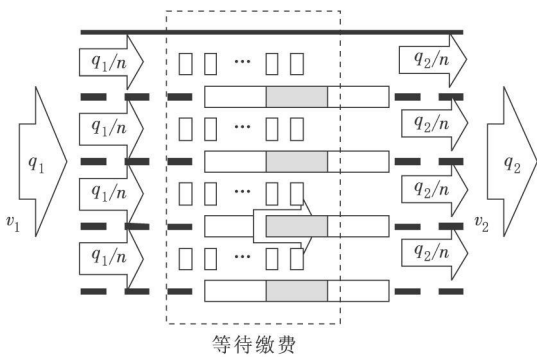 q₁/n ... q₂/n
q₁/n ... q₂/n
q₁ q₂
q₁/n ... q₂/n
v₁ v₂
q₁/n ... q₂/n
等待缴费